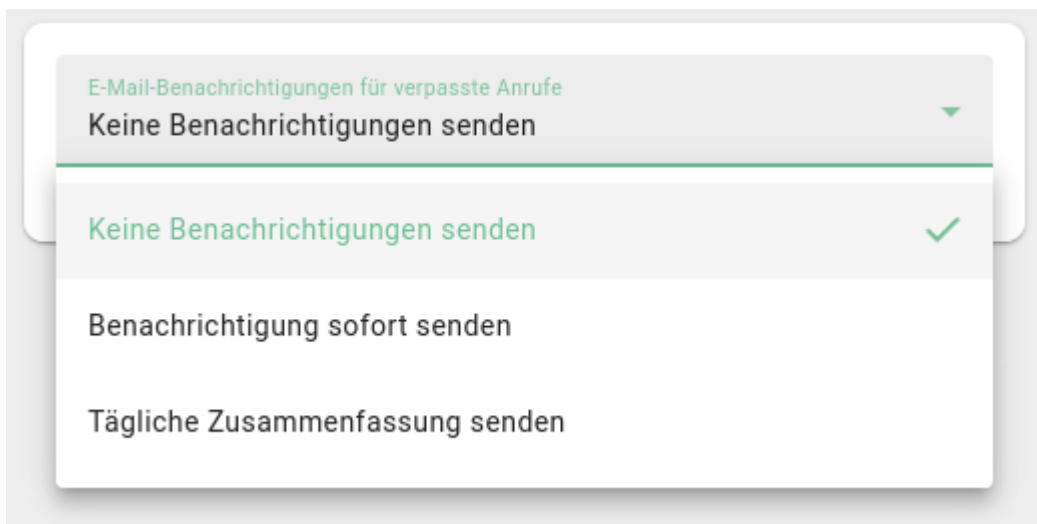 E-Mail-Benachrichtigungen für verpasste Anrufe
Keine Benachrichtigungen senden
Keine Benachrichtigungen senden
Benachrichtigung sofort senden
Tägliche Zusammenfassung senden